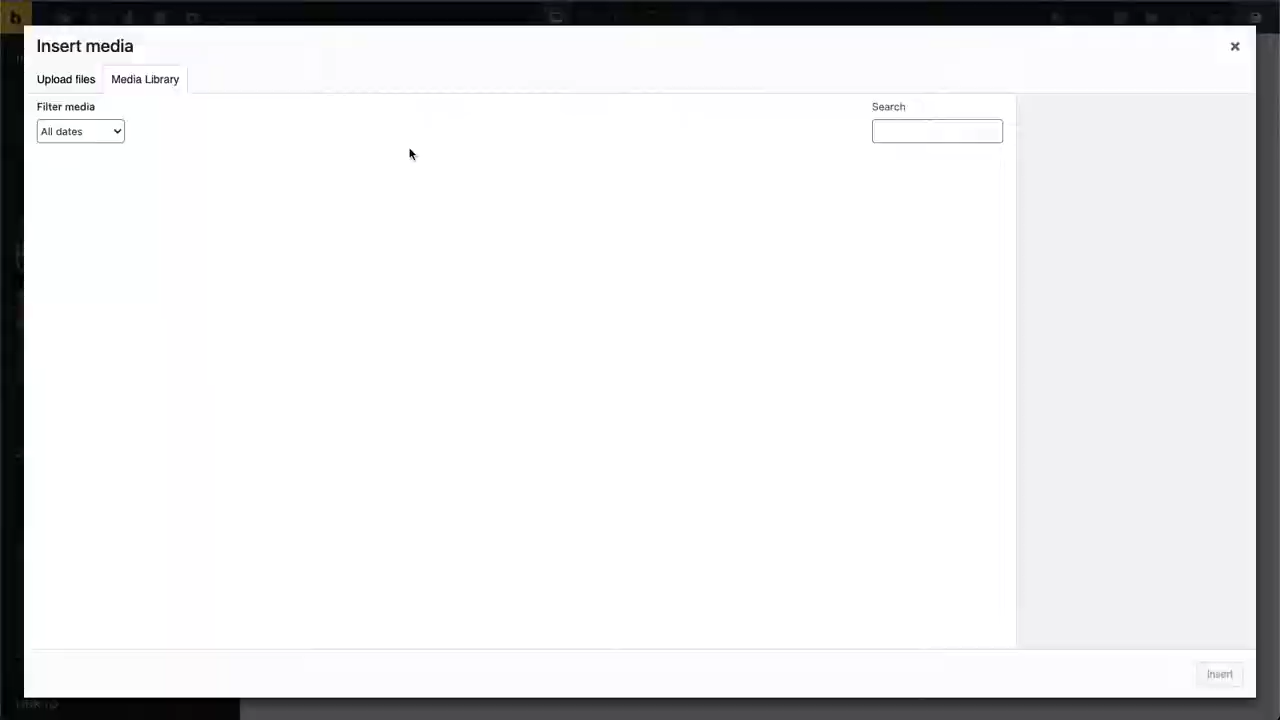 b
Insert media
Upload files
Media Library
Filter media
Search
All dates
Insert